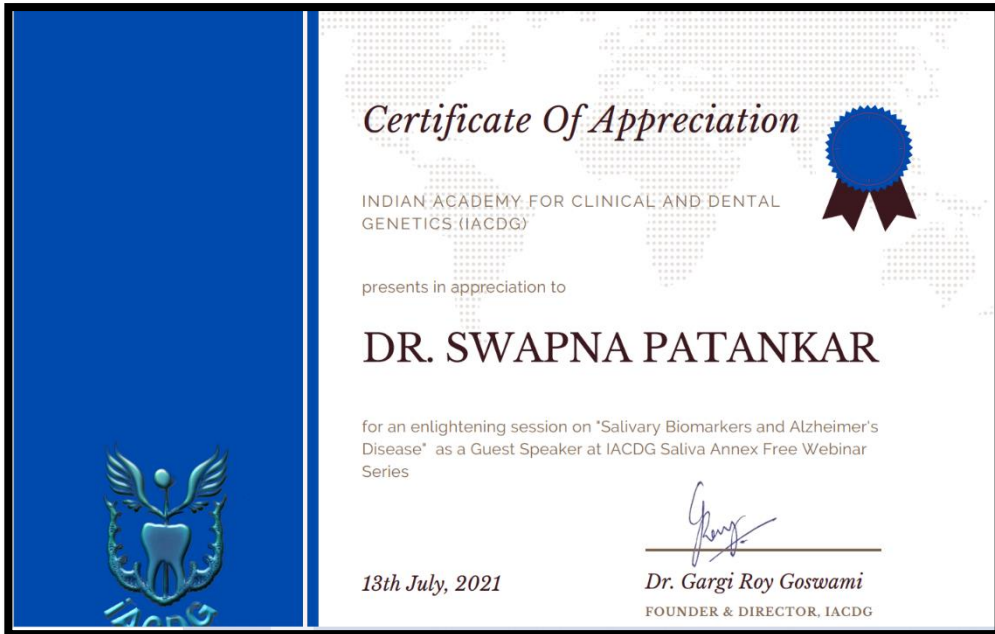 Certificate Of Appreciation
INDIAN ACADEMY FOR CLINICAL AND DENTAL
GENETICS (IACDG)
presents in appreciation to
DR. SWAPNA PATANKAR
for an enlightening session on "Salivary Biomarkers and Alzheimer's
Disease"  as a Guest Speaker at IACDG Saliva Annex Free Webinar
Series
13th July, 2021
Dr. Gargi Roy Goswami
FOUNDER & DIRECTOR, IACDG
IACDG